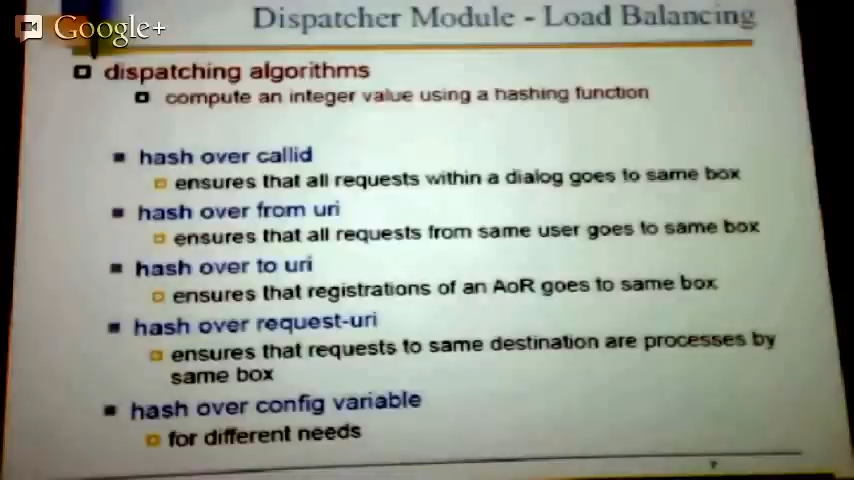 Google+
Dispatcher Module - Load Balancing
dispatching algorithms
compute an integer value using a hashing function
hash over callid
ensures that all requests within a dialog goes to same box
hash over from uri
ensures that all requests from same user goes to same box
hash over to uri
ensures that registrations of an AoR goes to same box
hash over request-uri
ensures that requests to same destination are processes by
same box
hash over config variable
for different needs